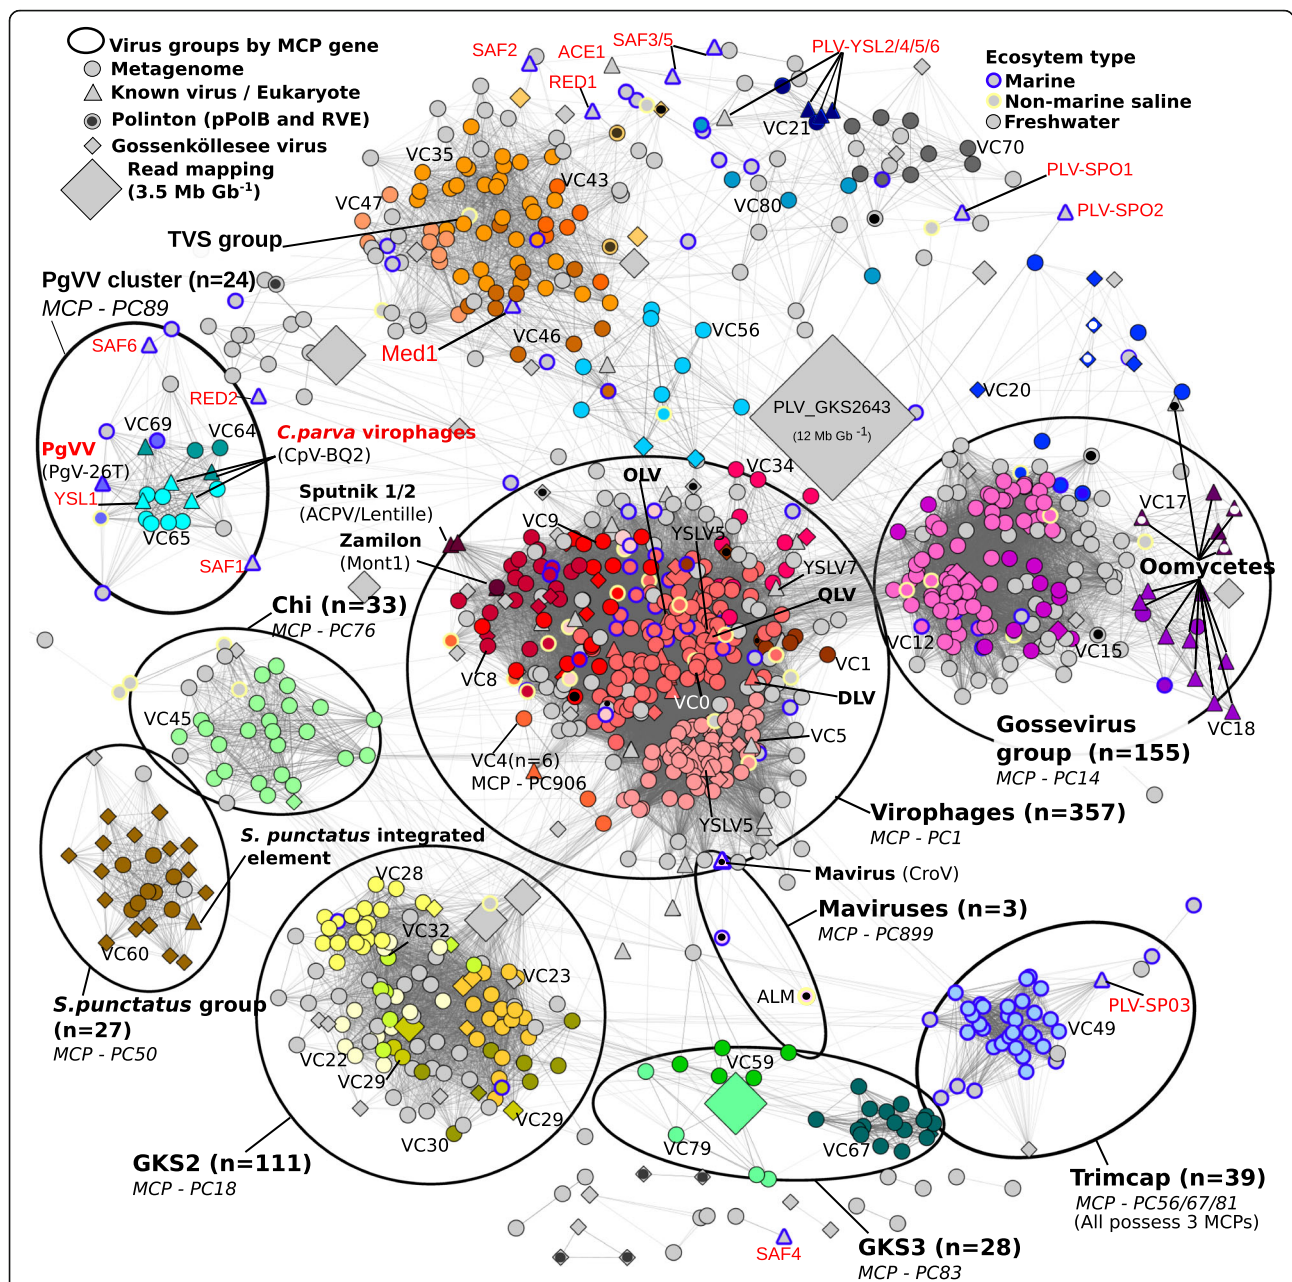 Virus groups by MCP gene
Metagenome
Known virus / Eukaryote
Polinton (pPolB and RVE)
Gossenköllesee virus
Read mapping
(3.5 Mb Gb-1)
Ecosytem type
Marine
Non-marine saline
Freshwater
SAF2
ACE1
SAF3/5
RED1
PLV-YSL2/4/5/6
VC21
VC70
PLV-SPO1
PLV-SPO2
VC80
VC35
VC43
VC47
TVS group
VC46
Med1
VC56
PLV_GKS2643
(12 Mb Gb -1)
VC20
PgVV cluster (n=24)
MCP - PC89
SAF6
RED2
VC69
VC64
PgVV
(PgV-26T)
C.parva virophages
(CpV-BQ2)
YSL1
VC65
SAF1
Sputnik 1/2
(ACPV/Lentille)
Zamilon
(Mont1)
OLV
VC34
VC9
YSLV5
YSLV7
QLV
VC8
VC1
VC0
DLV
VC5
VC4(n=6)
MCP - PC906
YSLV5
Virophages (n=357)
MCP - PC1
VC17
Oomycetes
VC12
VC15
VC18
Gossevirus
group (n=155)
MCP - PC14
Chi (n=33)
MCP - PC76
VC45
S. punctatus integrated
element
VC60
S.punctatus group
(n=27)
MCP - PC50
VC28
VC32
VC23
VC22
VC29
VC29
VC30
GKS2 (n=111)
MCP - PC18
Mavirus (CroV)
Maviruses (n=3)
MCP - PC899
ALM
PLV-SP03
VC49
Trimcap (n=39)
MCP - PC56/67/81
(All possess 3 MCPs)
VC59
VC79
VC67
GKS3 (n=28)
MCP - PC83
SAF4